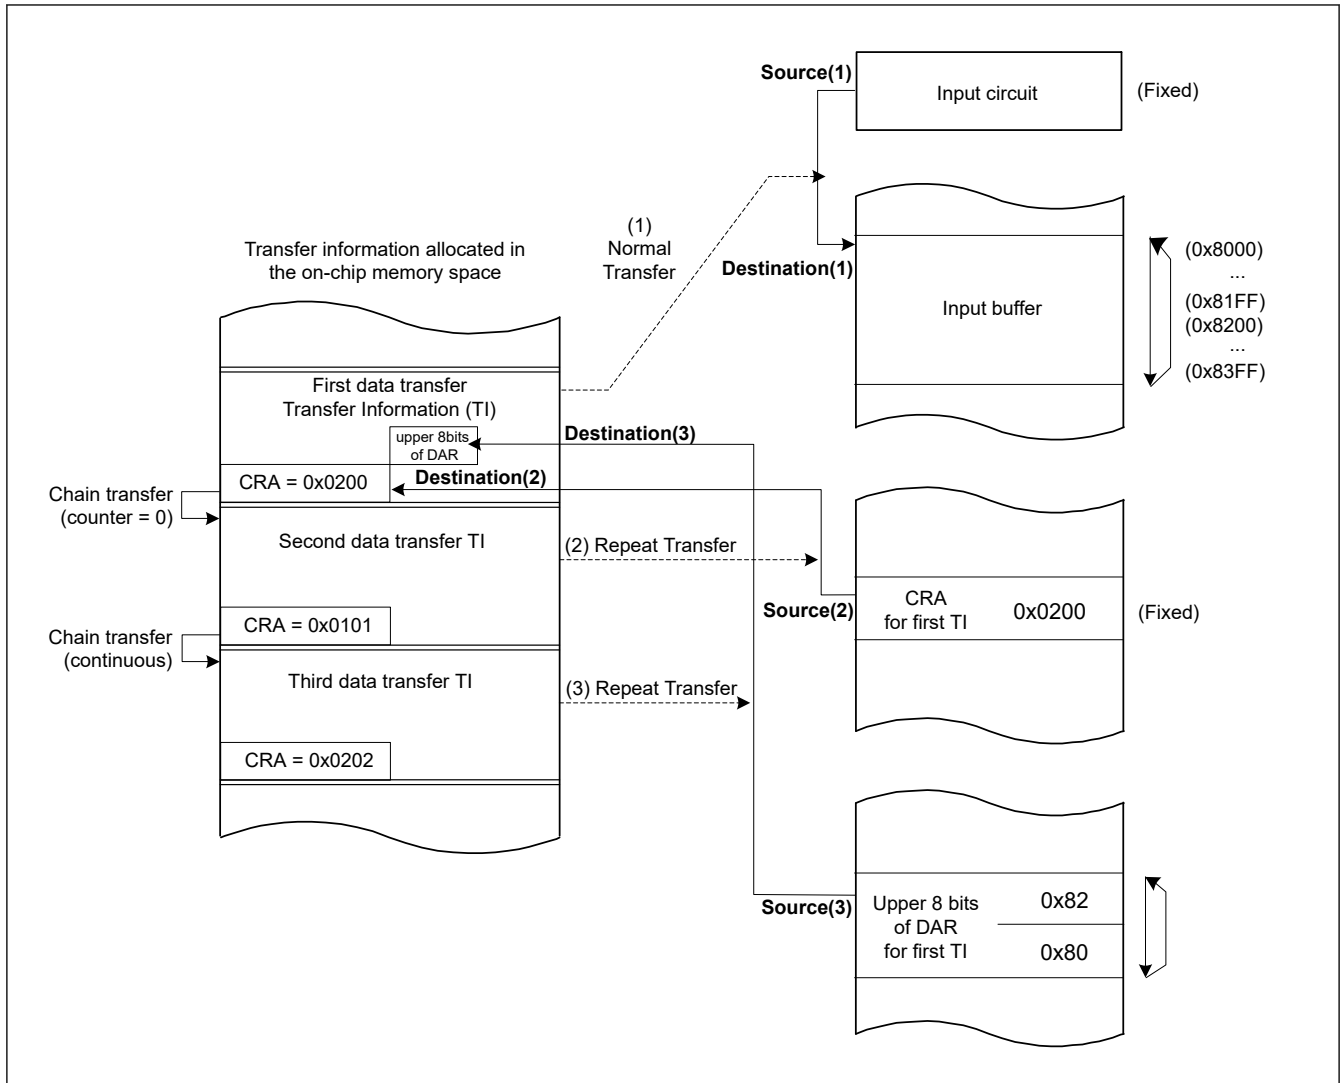 Source(1)
Input circuit
(Fixed)
(1)
Normal
Transfer
Transfer information allocated in
the on-chip memory space
Destination(1)
Input buffer
(0x8000)
...
(0x81FF)
(0x8200)
...
(0x83FF)
First data transfer
Transfer Information (TI)
upper 8bits
of DAR
Destination(3)
CRA = 0x0200
Destination(2)
Chain transfer
(counter = 0)
Second data transfer TI
(2) Repeat Transfer
CRA = 0x0101
Source(2)
CRA
for first TI
0x0200
(Fixed)
Chain transfer
(continuous)
Third data transfer TI
(3) Repeat Transfer
CRA = 0x0202
Source(3)
Upper 8 bits
of DAR
for first TI
0x82
0x80